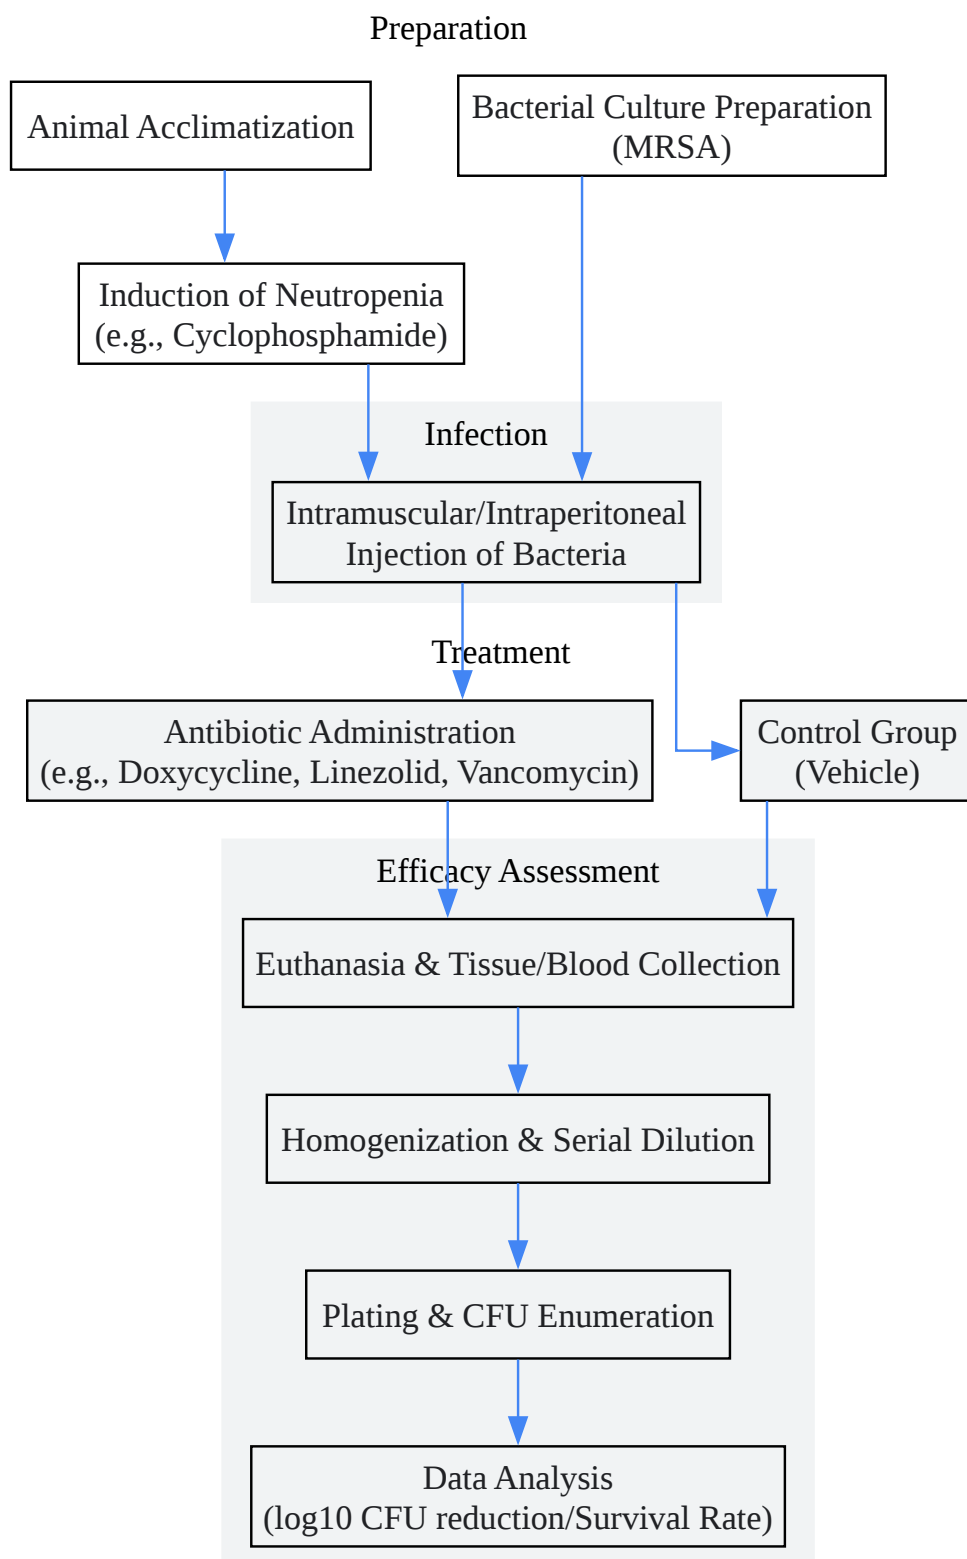 Preparation
Animal Acclimatization
Bacterial Culture Preparation
(MRSA)
Induction of Neutropenia
(e.g., Cyclophosphamide)
Infection
Intramuscular/Intraperitoneal
Injection of Bacteria
Treatment
Antibiotic Administration
(e.g., Doxycycline, Linezolid, Vancomycin)
Control Group
(Vehicle)
Efficacy Assessment
Euthanasia & Tissue/Blood Collection
Homogenization & Serial Dilution
Plating & CFU Enumeration
Data Analysis
(log10 CFU reduction/Survival Rate)